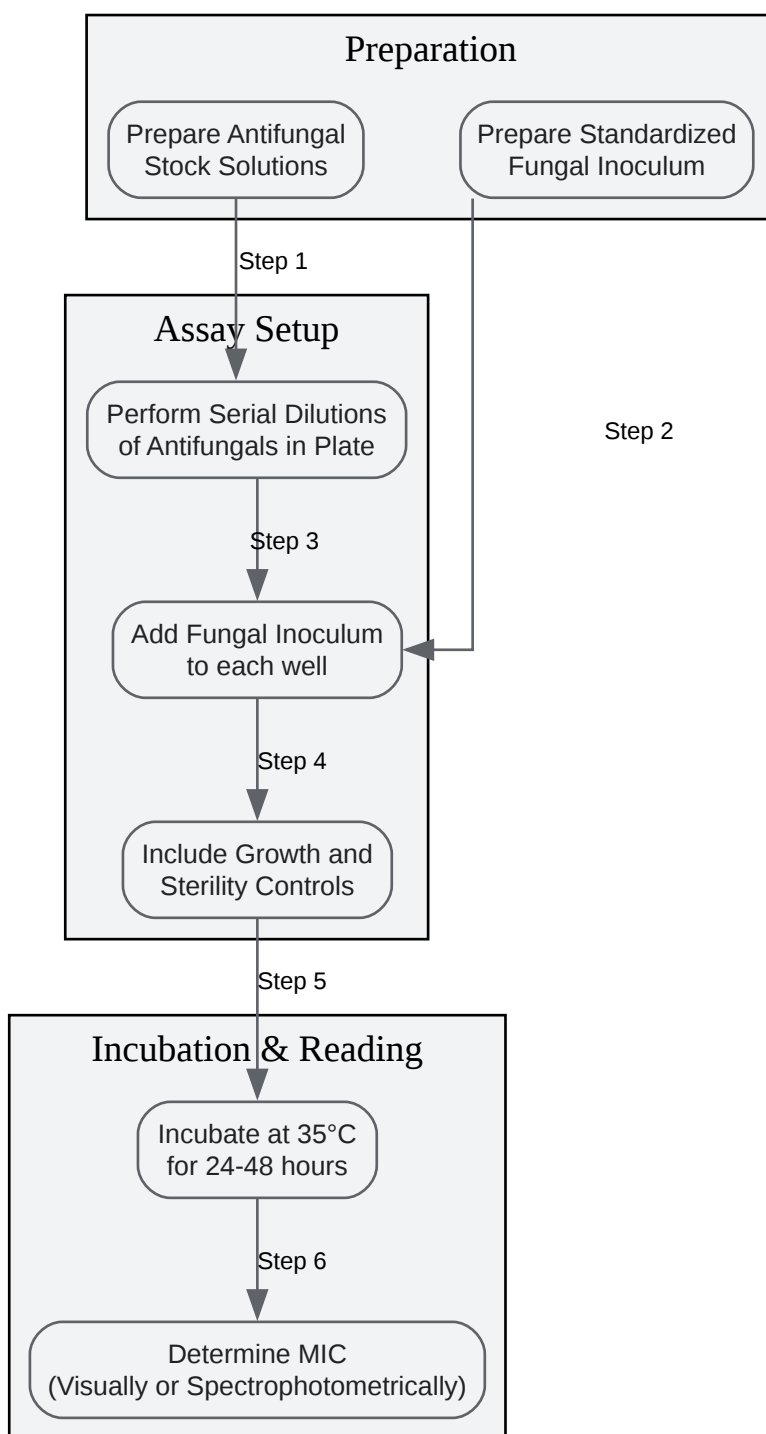 Preparation
Prepare Antifungal
Stock Solutions
Prepare Standardized
Fungal Inoculum
Step 1
Step 2
Assay Setup
Perform Serial Dilutions
of Antifungals in Plate
Step 3
Add Fungal Inoculum
to each well
Step 4
Include Growth and
Sterility Controls
Step 5
Incubation & Reading
Incubate at 35°C
for 24-48 hours
Step 6
Determine MIC
(Visually or Spectrophotometrically)